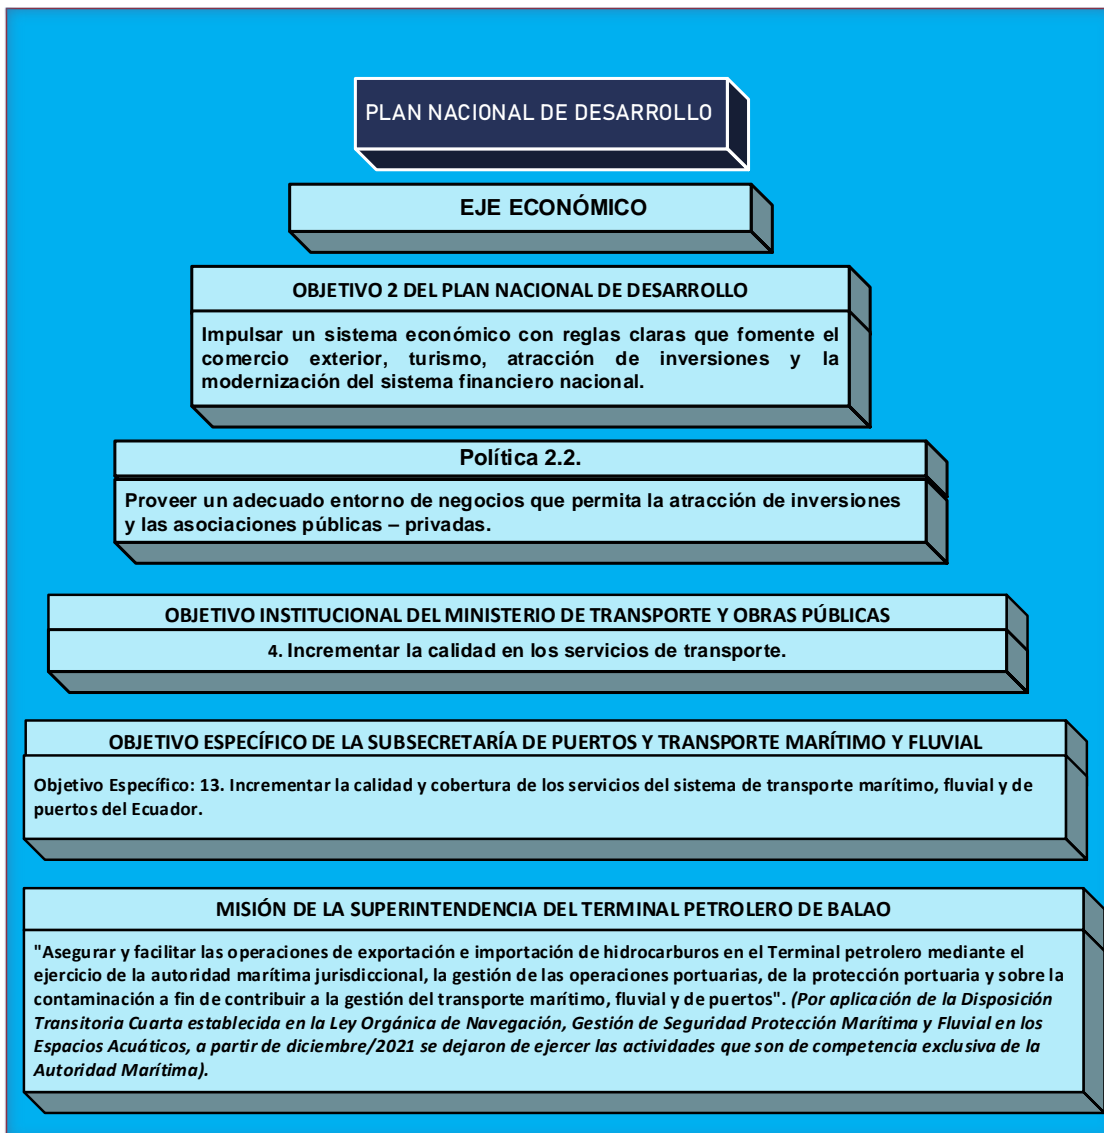 PLAN NACIONAL DE DESARROLLO
EJE ECONÓMICO
OBJETIVO 2 DEL PLAN NACIONAL DE DESARROLLO
Impulsar un sistema económico con reglas claras que fomente el
comercio exterior, turismo, atracción de inversiones y la
modernización del sistema financiero nacional.
Política 2.2.
Proveer un adecuado entorno de negocios que permita la atracción de inversiones
y las asociaciones públicas – privadas.
OBJETIVO INSTITUCIONAL DEL MINISTERIO DE TRANSPORTE Y OBRAS PÚBLICAS
4. Incrementar la calidad en los servicios de transporte.
OBJETIVO ESPECÍFICO DE LA SUBSECRETARÍA DE PUERTOS Y TRANSPORTE MARÍTIMO Y FLUVIAL
Objetivo Específico: 13. Incrementar la calidad y cobertura de los servicios del sistema de transporte marítimo, fluvial y de
puertos del Ecuador.
MISIÓN DE LA SUPERINTENDENCIA DEL TERMINAL PETROLERO DE BALAO
"Asegurar y facilitar las operaciones de exportación e importación de hidrocarburos en el Terminal petrolero mediante el
ejercicio de la autoridad marítima jurisdiccional, la gestión de las operaciones portuarias, de la protección portuaria y sobre la
contaminación a fin de contribuir a la gestión del transporte marítimo, fluvial y de puertos". (Por aplicación de la Disposición
Transitoria Cuarta establecida en la Ley Orgánica de Navegación, Gestión de Seguridad Protección Marítima y Fluvial en los
Espacios Acuáticos, a partir de diciembre/2021 se dejaron de ejercer las actividades que son de competencia exclusiva de la
Autoridad Marítima).